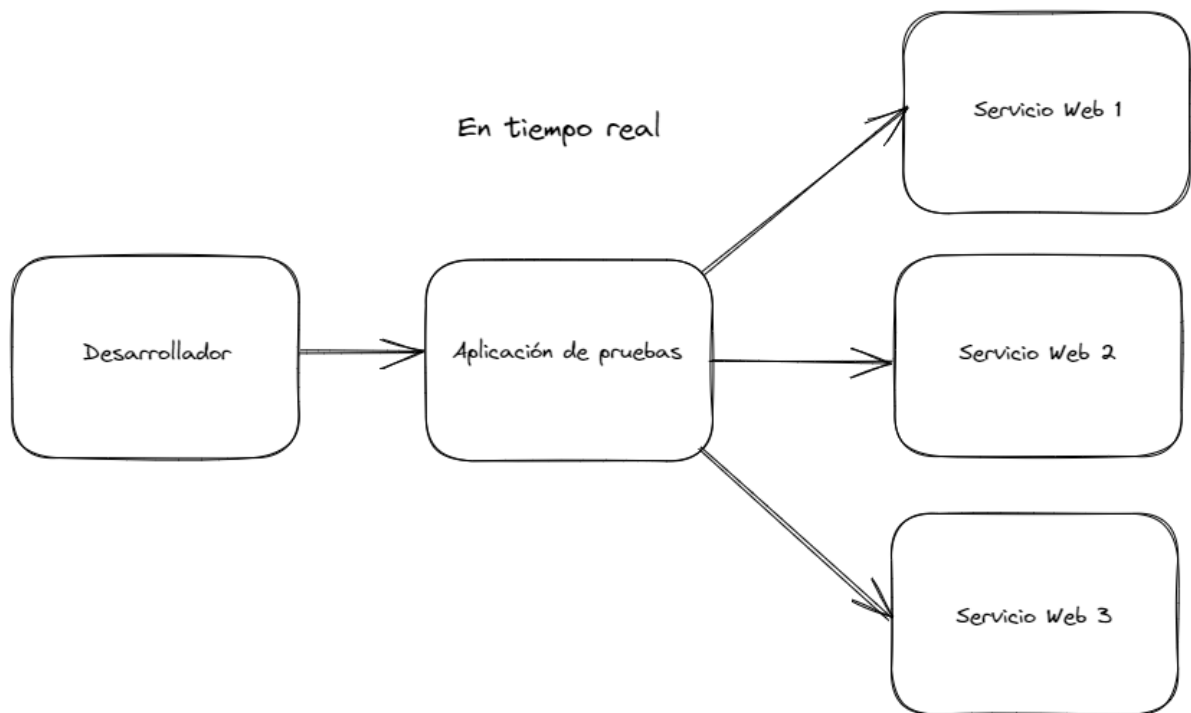 En tiempo real
Servicio Web 1
Desarrollador
Aplicación de pruebas
Servicio Web 2
Servicio Web 3